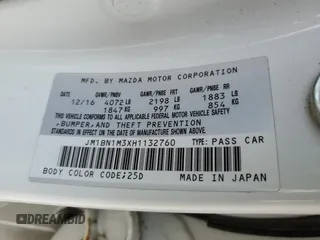 MFD. BY MAZDA MOTOR CORPORATION
12/16
GVWR/PNBV
4072 LB
1847 KG
GAWR/PNBE FRT
2198 LB
997 KG
GAWR/PNBE RR
1883 LB
854 KG
THIS VEHICLE CONFORMS TO ALL APPLICABLE
FEDERAL MOTOR VEHICLE SAFETY
, BUMPER, AND THEFT PREVENTION
STANDARDS IN EFFECT ON THE DATE OF
MANUFACTURE SHOWN ABOVE.
JM1BN1M3XH1132760 TYPE: PASS CAR
BODY COLOR CODE;25D
MADE IN JAPAN
DREAMBID